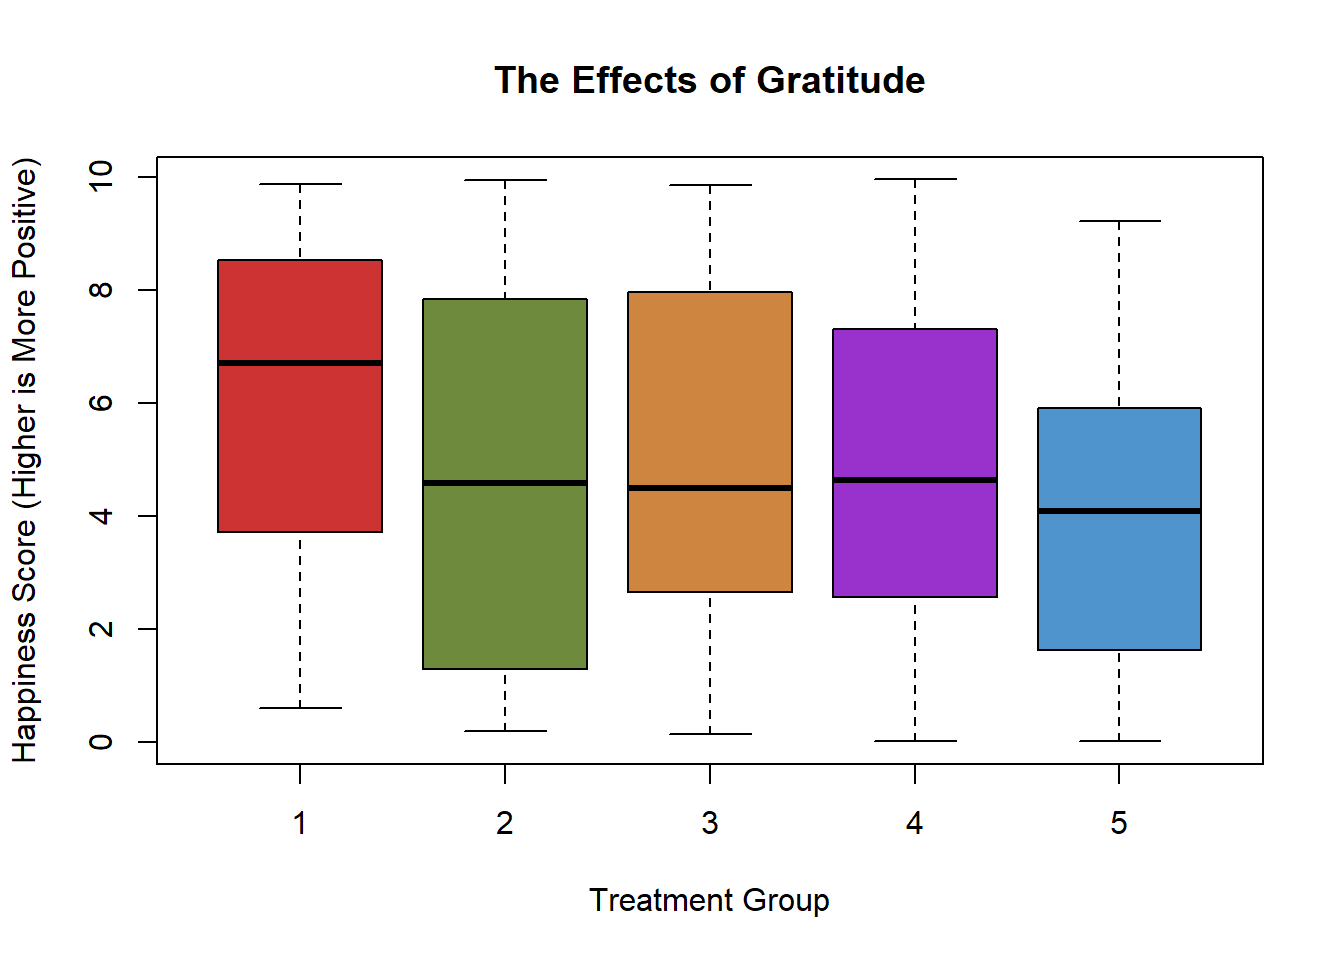 The Effects of Gratitude
Happiness Score (Higher is More Positive)
10
8
6
4
2
0
1 2 3 4 5
Treatment Group